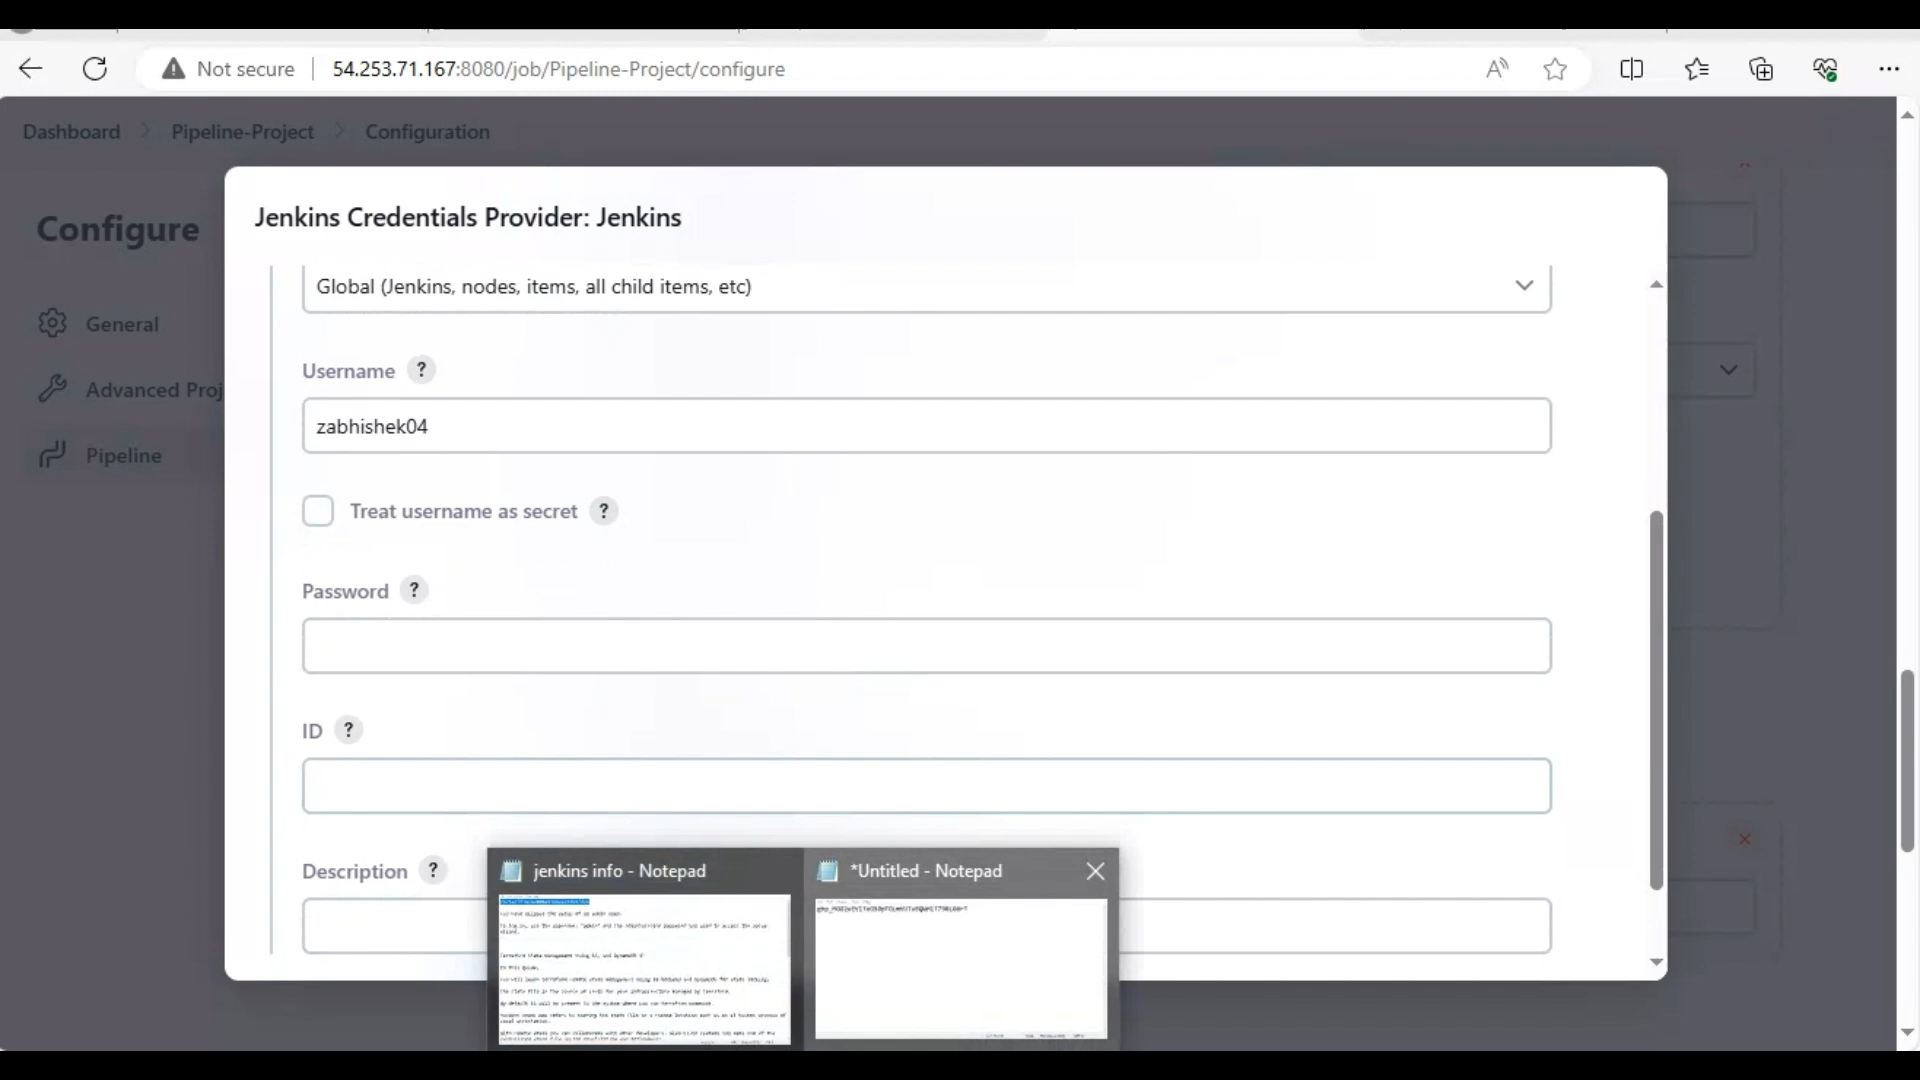 Not secure
54.253.71.167:8080/job/Pipeline-Project/configure
Dashboard
Pipeline-Project
Configuration
Configure
General
Advanced Proj
Pipeline
Jenkins Credentials Provider: Jenkins
Global (Jenkins, nodes, items, all child items, etc)
Username ?
zabhishek04
Treat username as secret ?
Password ?
ID ?
Description ?
jenkins info - Notepad
*Untitled - Notepad